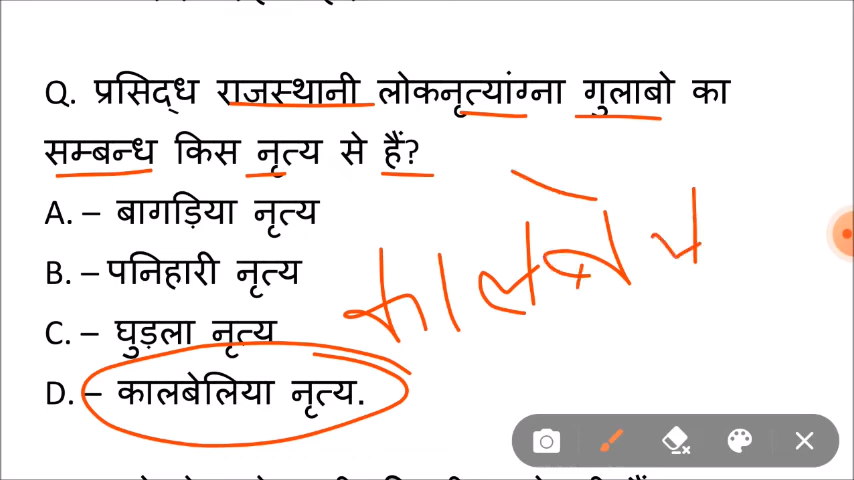 Q. प्रसिद्ध राजस्थानी लोकनृत्यांग्ना गुलाबो का
सम्बन्ध किस नृत्य से हैं?
A. – बागड़िया नृत्य
B. – पनिहारी नृत्य
C. – घुड़ला नृत्य
D. – कालबेलिया नृत्य.